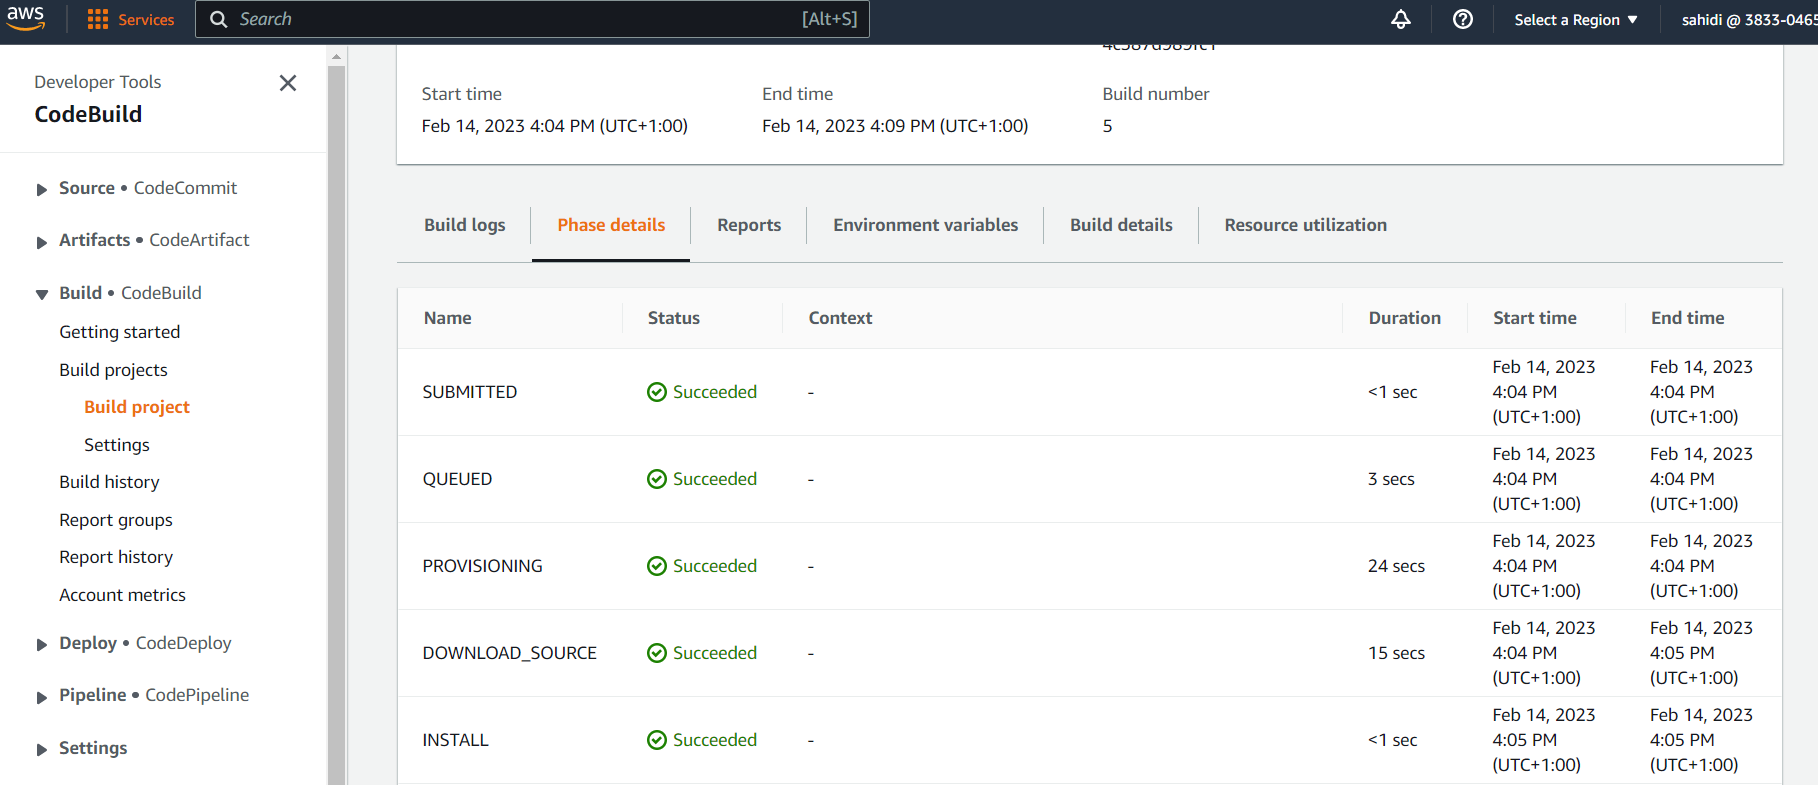 aws
Services
Search
[Alt+S]
Select a Region
sahidi @ 3833-0465
Developer Tools
CodeBuild
Source • CodeCommit
Artifacts • CodeArtifact
Build • CodeBuild
Getting started
Build projects
Build project
Settings
Build history
Report groups
Report history
Account metrics
Deploy • CodeDeploy
Pipeline • CodePipeline
Settings
Start time
End time
Build number
Feb 14, 2023 4:04 PM (UTC+1:00)
Feb 14, 2023 4:09 PM (UTC+1:00)
5
Build logs
Phase details
Reports
Environment variables
Build details
Resource utilization
Name
Status
Context
Duration
Start time
End time
SUBMITTED
Succeeded
-
<1 sec
Feb 14, 2023
4:04 PM
(UTC+1:00)
Feb 14, 2023
4:04 PM
(UTC+1:00)
QUEUED
Succeeded
-
3 secs
Feb 14, 2023
4:04 PM
(UTC+1:00)
Feb 14, 2023
4:04 PM
(UTC+1:00)
PROVISIONING
Succeeded
-
24 secs
Feb 14, 2023
4:04 PM
(UTC+1:00)
Feb 14, 2023
4:04 PM
(UTC+1:00)
DOWNLOAD_SOURCE
Succeeded
-
15 secs
Feb 14, 2023
4:04 PM
(UTC+1:00)
Feb 14, 2023
4:05 PM
(UTC+1:00)
INSTALL
Succeeded
-
<1 sec
Feb 14, 2023
4:05 PM
(UTC+1:00)
Feb 14, 2023
4:05 PM
(UTC+1:00)